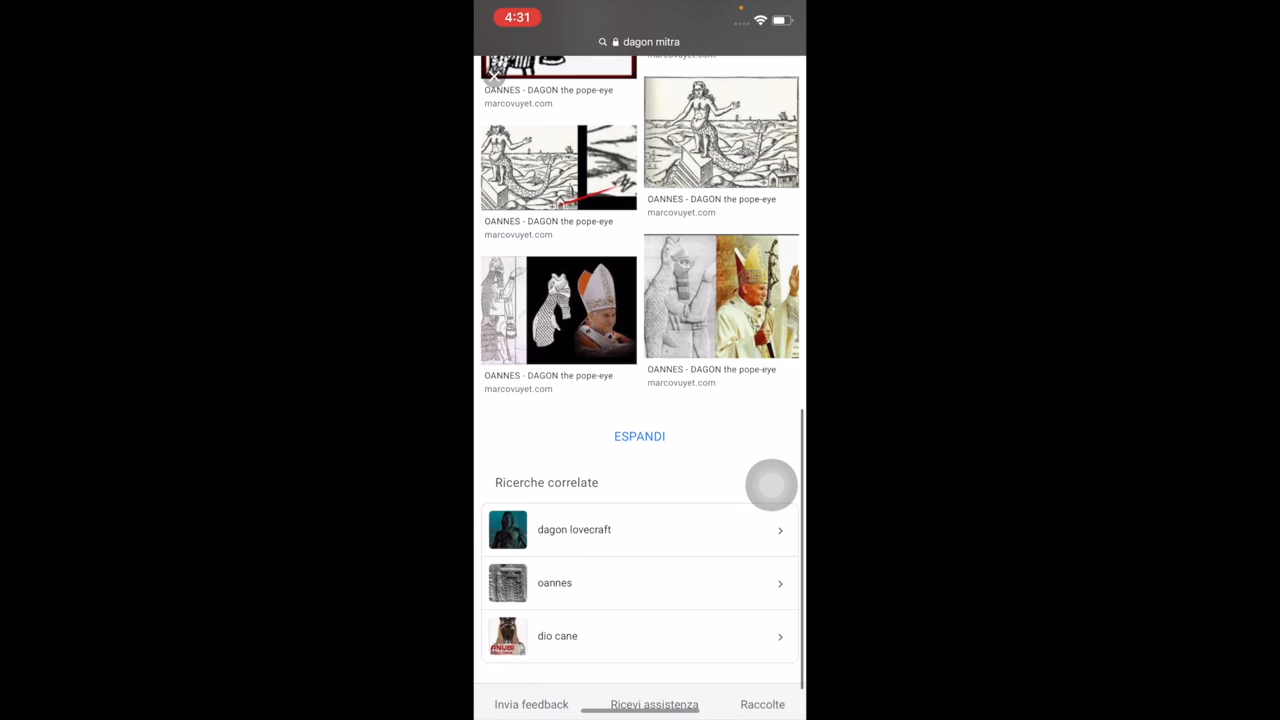 4:31
dagon mitra
OANNES - DAGON the pope-eye
marcovuyet.com
marcovuyet.com
OANNES - DAGON the pope-eye
marcovuyet.com
OANNES - DAGON the pope-eye
marcovuyet.com
OANNES - DAGON the pope-eye
marcovuyet.com
OANNES - DAGON the pope-eye
marcovuyet.com
ESPANDI
Ricerche correlate
dagon lovecraft
oannes
dio cane
ANUBI
Invia feedback
Ricevi assistenza
Raccolte